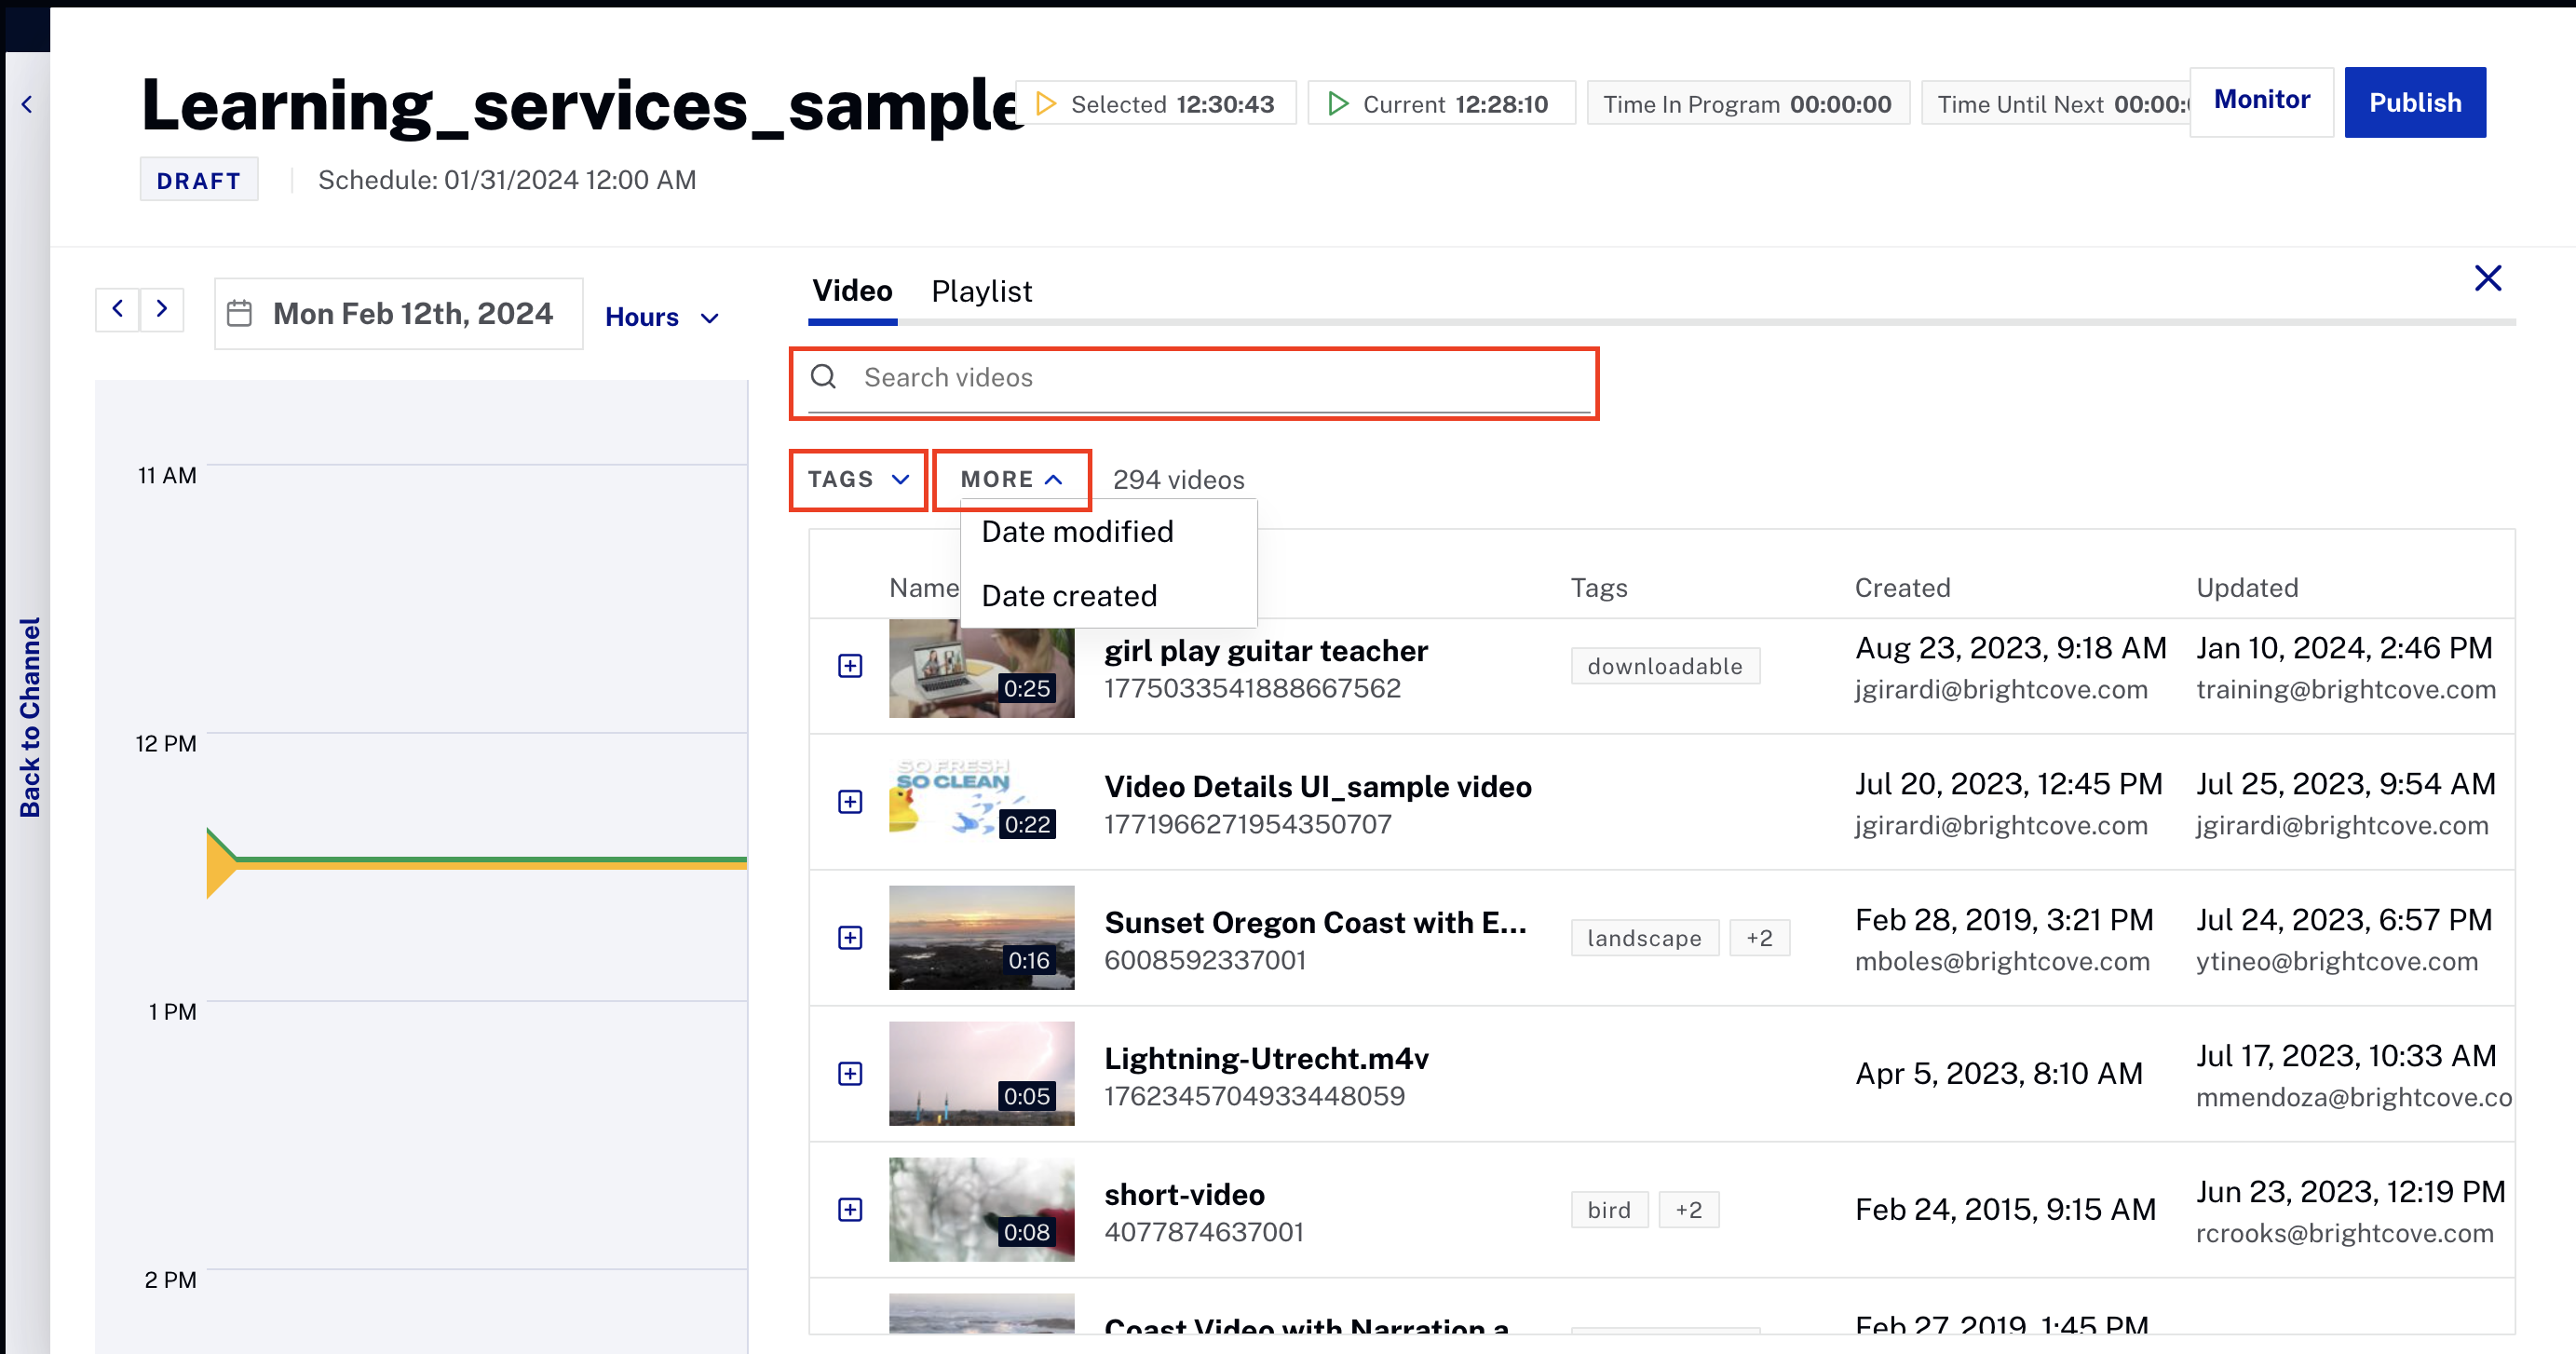 Learning_services_sample
Selected 12:30:43
Current 12:28:10
Time In Program 00:00:00
Time Until Next 00:00:
Monitor
Publish
DRAFT
Schedule: 01/31/2024 12:00 AM
Back to Channel
Mon Feb 12th, 2024
Hours
11 AM
12 PM
1 PM
2 PM
Video Playlist
Search videos
TAGS
MORE
294 videos
Date modified
Date created
Name Tags Created Updated
0:25
girl play guitar teacher
1775033541888667562
downloadable
Aug 23, 2023, 9:18 AM
jgirardi@brightcove.com
Jan 10, 2024, 2:46 PM
training@brightcove.com
SO FRESH
SO CLEAN
0:22
Video Details UI_sample video
1771966271954350707
Jul 20, 2023, 12:45 PM
jgirardi@brightcove.com
Jul 25, 2023, 9:54 AM
jgirardi@brightcove.com
0:16
Sunset Oregon Coast with E...
6008592337001
landscape +2
Feb 28, 2019, 3:21 PM
mboles@brightcove.com
Jul 24, 2023, 6:57 PM
ytineo@brightcove.com
0:05
Lightning-Utrecht.m4v
1762345704933448059
Apr 5, 2023, 8:10 AM
Jul 17, 2023, 10:33 AM
mmendoza@brightcove.co
0:08
short-video
4077874637001
bird +2
Feb 24, 2015, 9:15 AM
Jun 23, 2023, 12:19 PM
rcrooks@brightcove.com
Coast Video with Narration a
Feb 27, 2019, 1:45 PM